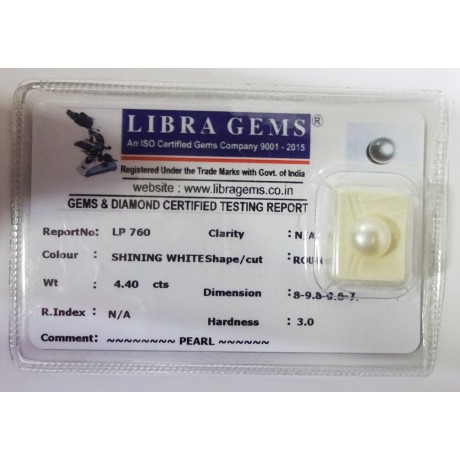 LIBRA GEMS®
An ISO Certified Gems Company 9001 - 2015
Registered Under the Trade Marks with Govt. of India
website : www.libragems.co.in
GEMS & DIAMOND CERTIFIED TESTING REPORT
ReportNo: LP 760 Clarity : N/A
Colour : SHINING WHITE Shape/cut :
Wt : 4.40 cts Dimension :
R.Index : N/A Hardness : 3.0
Comment: ~~~~~~~~ PEARL ~~~~~~